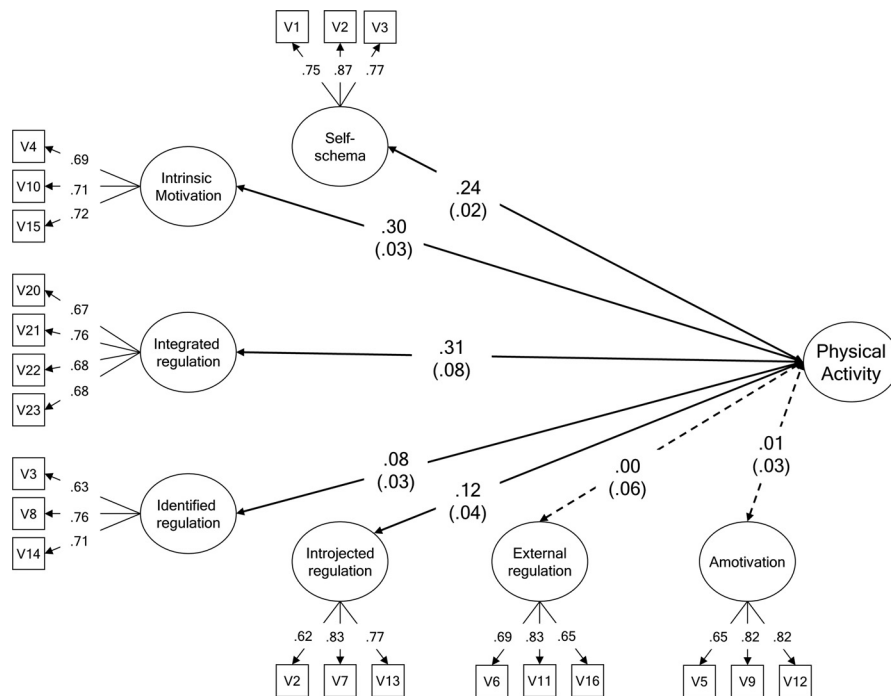 V1 V2 V3
.75 .87 .77
Self-
schema
V4
.69
V10
.71
V15
.72
Intrinsic
Motivation
.24
(.02)
.30
(.03)
V20
.67
V21
.76
V22
.68
V23
.68
Integrated
regulation
.31
(.08)
Physical
Activity
V3
.63
V8
.76
V14
.71
Identified
regulation
.08
(.03)
.12
(.04)
.00
(.06)
.01
(.03)
Introjected
regulation
External
regulation
Amotivation
.62 .83 .77
.69 .83 .65
.65 .82 .82
V2 V7 V13
V6 V11 V16
V5 V9 V12